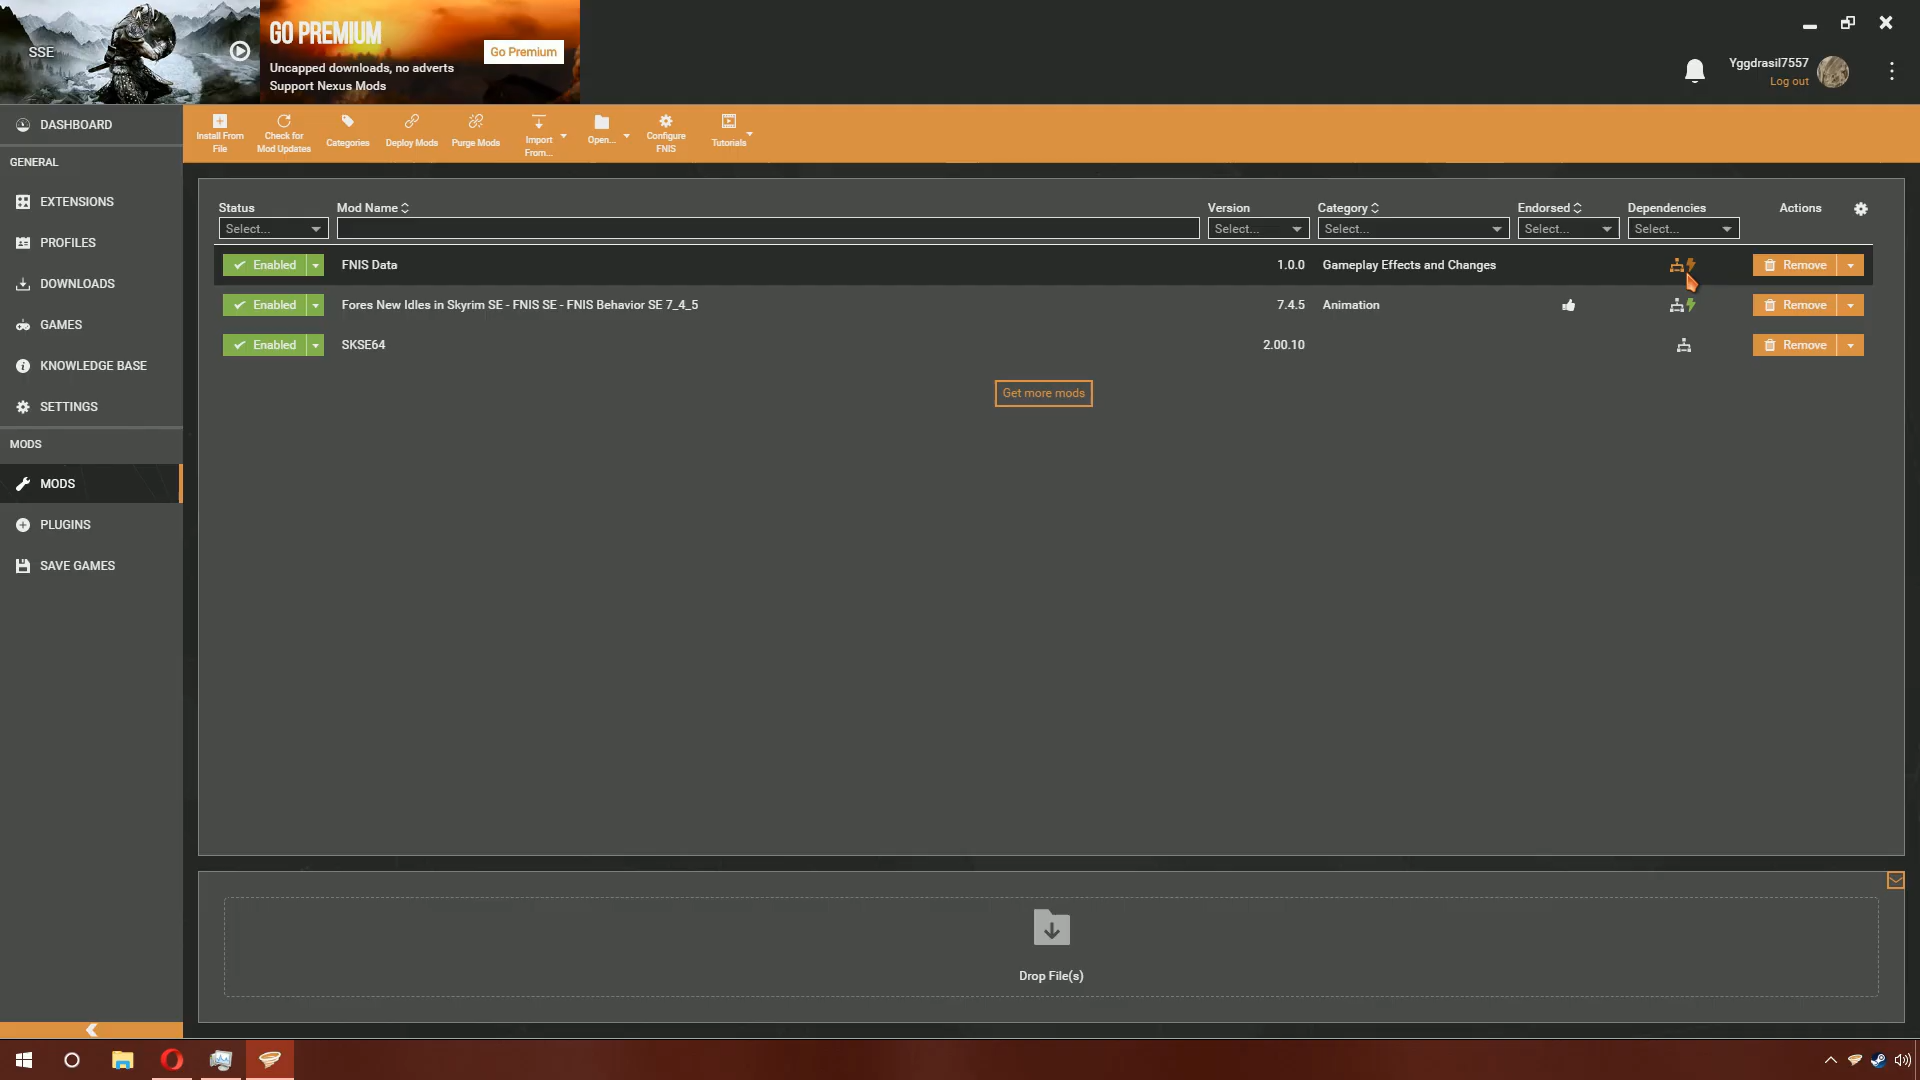 SSE
GO PREMIUM
Uncapped downloads, no adverts
Support Nexus Mods
Go Premium
Yggdrasil7557
Log out
DASHBOARD
GENERAL
EXTENSIONS
PROFILES
DOWNLOADS
GAMES
KNOWLEDGE BASE
SETTINGS
MODS
MODS
PLUGINS
SAVE GAMES
Install From
File
Check for
Mod Updates
Categories
Deploy Mods
Purge Mods
Import
From...
Open...
Configure
FNIS
Tutorials
Status Mod Name Version Category Endorsed Dependencies Actions
Select... Select... Select... Select... Select...
Enabled FNIS Data 1.0.0 Gameplay Effects and Changes Remove
Enabled Fores New Idles in Skyrim SE - FNIS SE - FNIS Behavior SE 7_4_5 7.4.5 Animation Remove
Enabled SKSE64 2.00.10 Remove
Get more mods
Drop File(s)